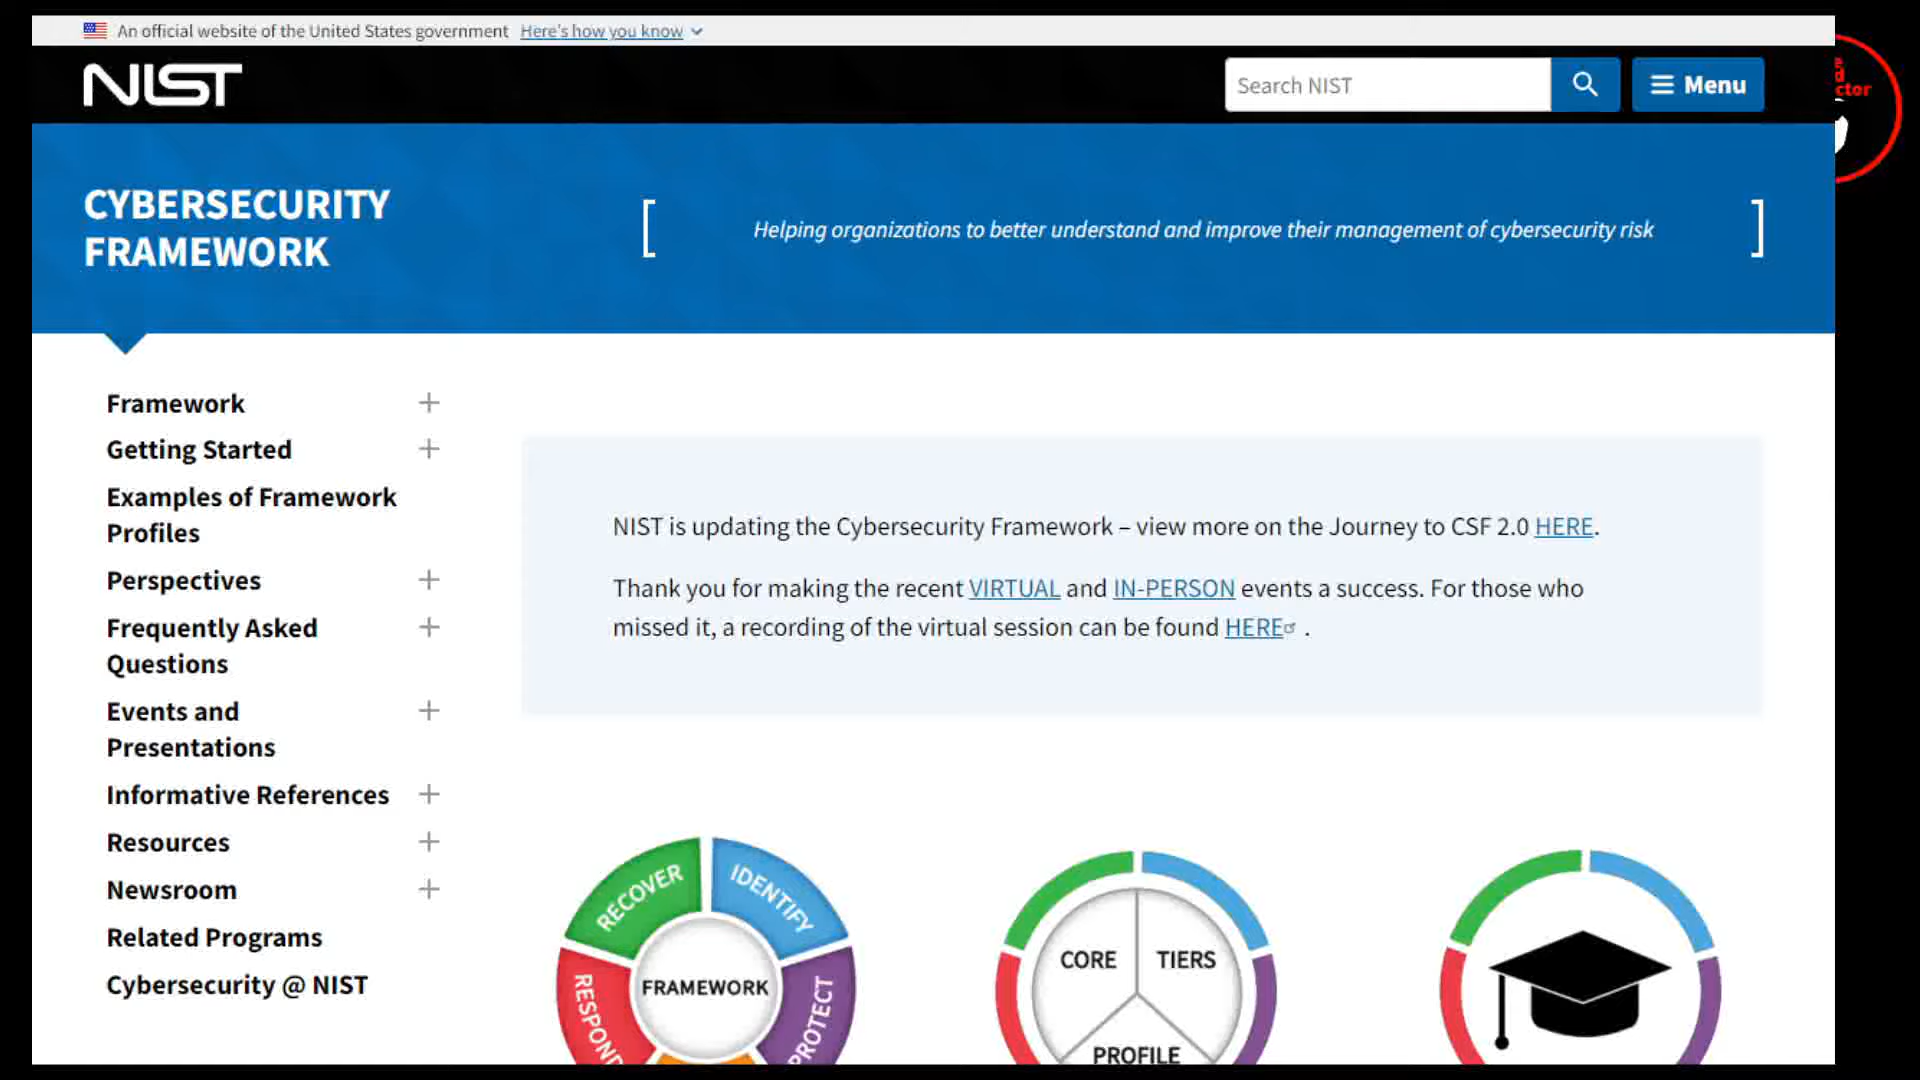 An official website of the United States government Here's how you know
NIST
Search NIST
Menu
ctor
CYBERSECURITY
FRAMEWORK
[ Helping organizations to better understand and improve their management of cybersecurity risk ]
Framework
Getting Started
Examples of Framework
Profiles
Perspectives
Frequently Asked
Questions
Events and
Presentations
Informative References
Resources
Newsroom
Related Programs
Cybersecurity @ NIST
NIST is updating the Cybersecurity Framework – view more on the Journey to CSF 2.0 HERE.
Thank you for making the recent VIRTUAL and IN-PERSON events a success. For those who
missed it, a recording of the virtual session can be found HERE .
RECOVER
IDENTIFY
FRAMEWORK
RESPOND
PROTECT
CORE
TIERS
PROFILE